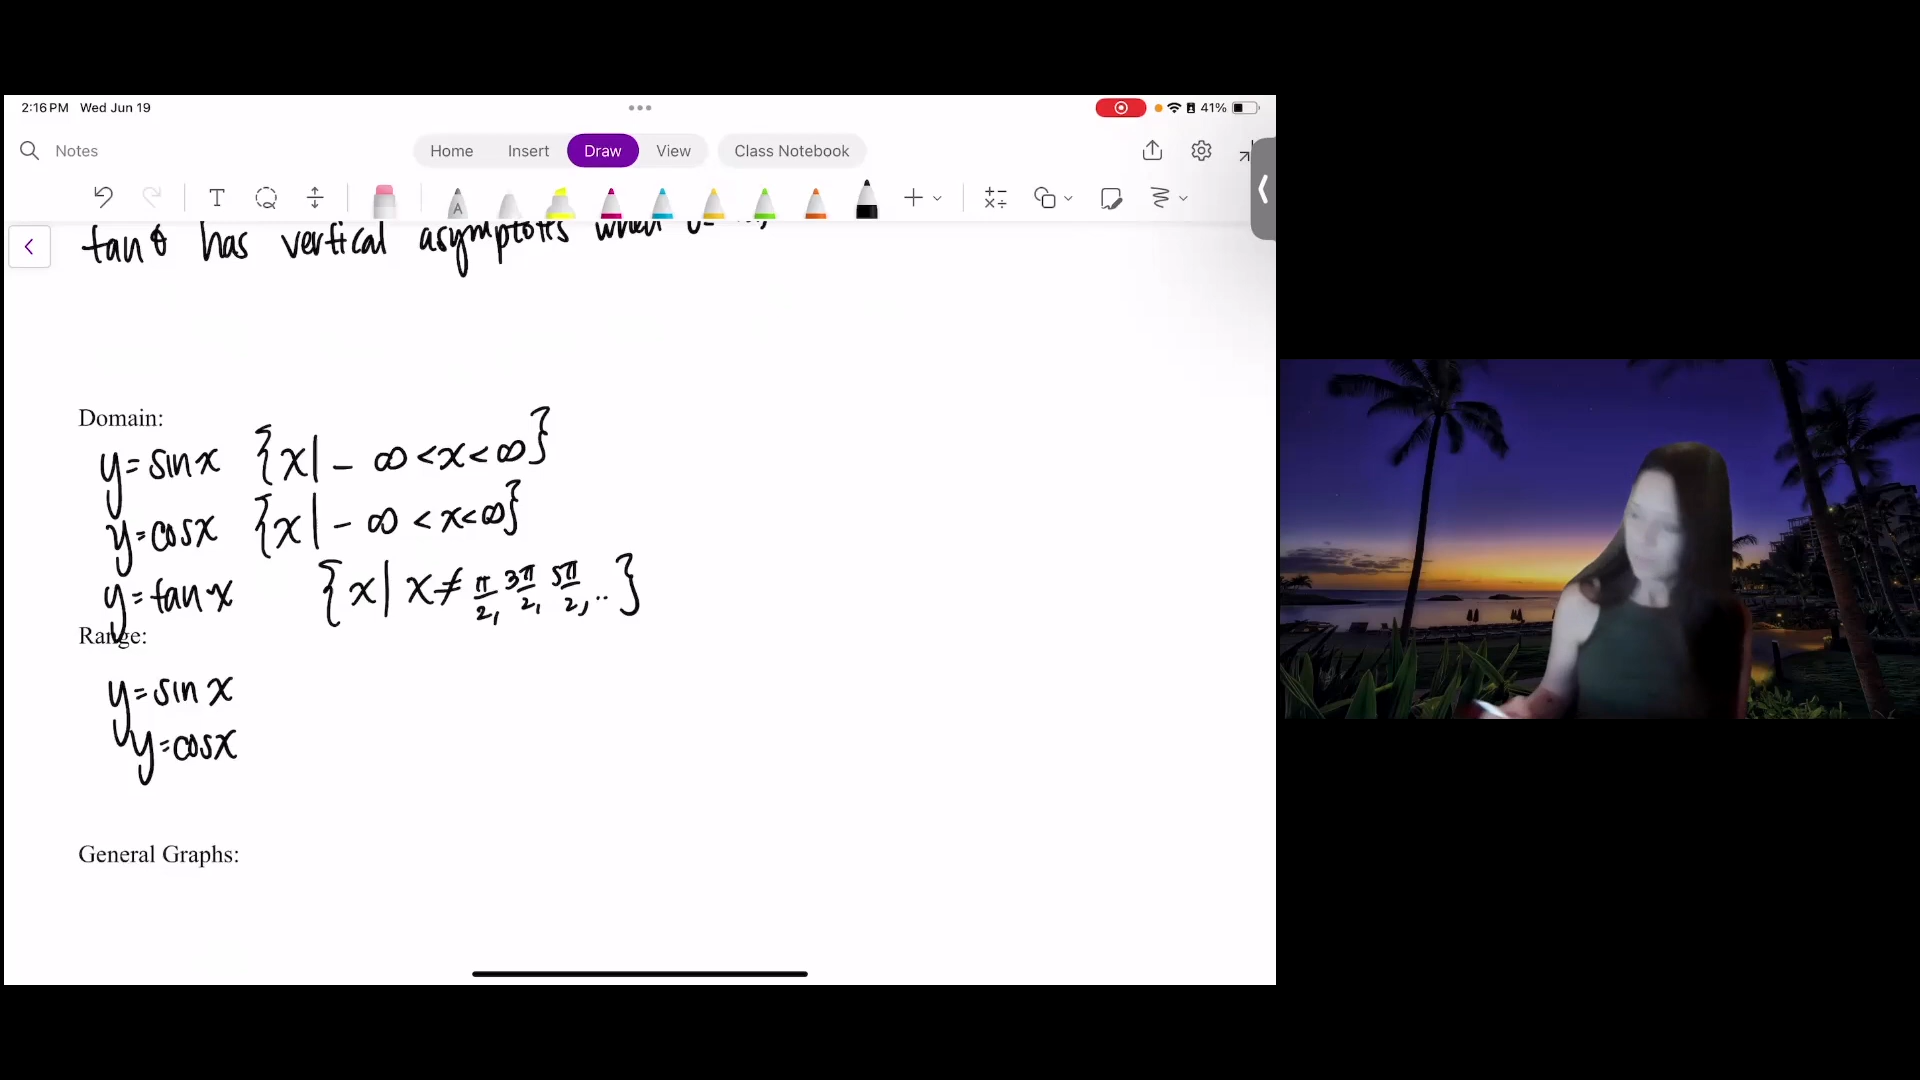 2:16 PM Wed Jun 19
41%
Notes
Home Insert Draw View Class Notebook
T
A
tan θ has vertical asymptotes when
Domain:
y = sin x {x | - ∞ < x < ∞}
y = cos x {x | - ∞ < x < ∞}
y = tan x {x | x ≠ π/2, 3π/2, 5π/2, ..}
Range:
y = sin x
y = cos x
General Graphs: